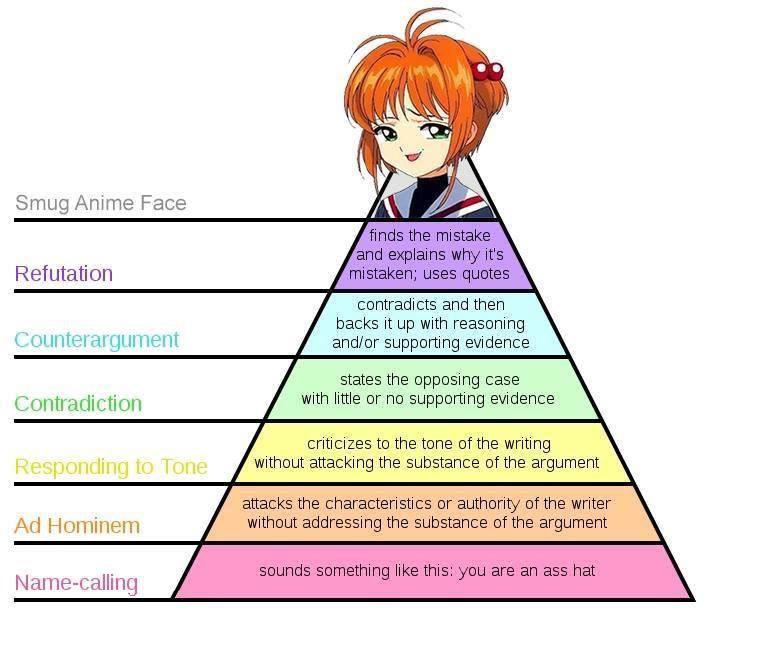 Smug Anime Face
finds the mistake
and explains why it's
mistaken; uses quotes
Refutation
contradicts and then
backs it up with reasoning
and/or supporting evidence
Counterargument
states the opposing case
with little or no supporting evidence
Contradiction
criticizes to the tone of the writing
without attacking the substance of the argument
Responding to Tone
attacks the characteristics or authority of the writer
without addressing the substance of the argument
Ad Hominem
sounds something like this: you are an ass hat
Name-calling